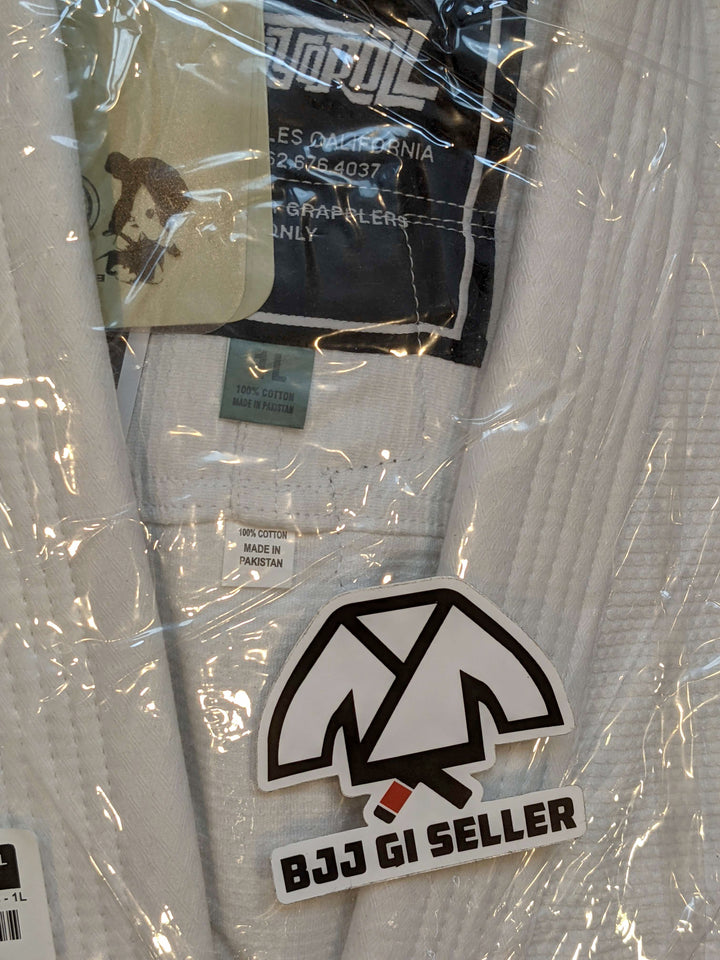 LES CALIFORNIA
62.676.4037
GRAPPLERS
ONLY
1L
100% COTTON
MADE IN PAKISTAN
100% COTTON
MADE IN
PAKISTAN
BJJ GI SELLER
- 1L